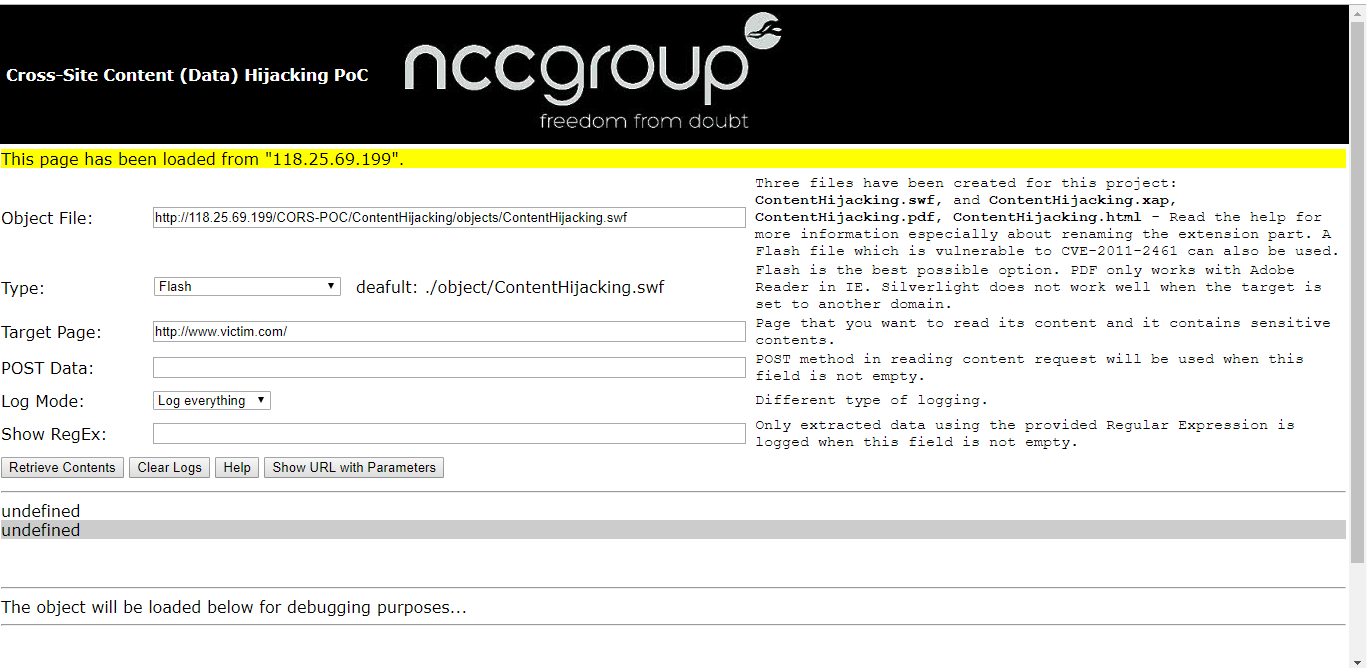 Cross-Site Content (Data) Hijacking PoC
nccgroup
freedom from doubt
This page has been loaded from "118.25.69.199".
Object File:
http://118.25.69.199/CORS-POC/ContentHijacking/objects/ContentHijacking.swf
Three files have been created for this project:
ContentHijacking.swf, and ContentHijacking.xap,
ContentHijacking.pdf, ContentHijacking.html - Read the help for
more information especially about renaming the extension part. A
Flash file which is vulnerable to CVE-2011-2461 can also be used.
Type:
Flash
deafult: ./object/ContentHijacking.swf
Flash is the best possible option. PDF only works with Adobe
Reader in IE. Silverlight does not work well when the target is
set to another domain.
Target Page:
http://www.victim.com/
Page that you want to read its content and it contains sensitive
contents.
POST Data:
POST method in reading content request will be used when this
field is not empty.
Log Mode:
Log everything
Different type of logging.
Show RegEx:
Only extracted data using the provided Regular Expression is
logged when this field is not empty.
Retrieve Contents
Clear Logs
Help
Show URL with Parameters
undefined
undefined
The object will be loaded below for debugging purposes...